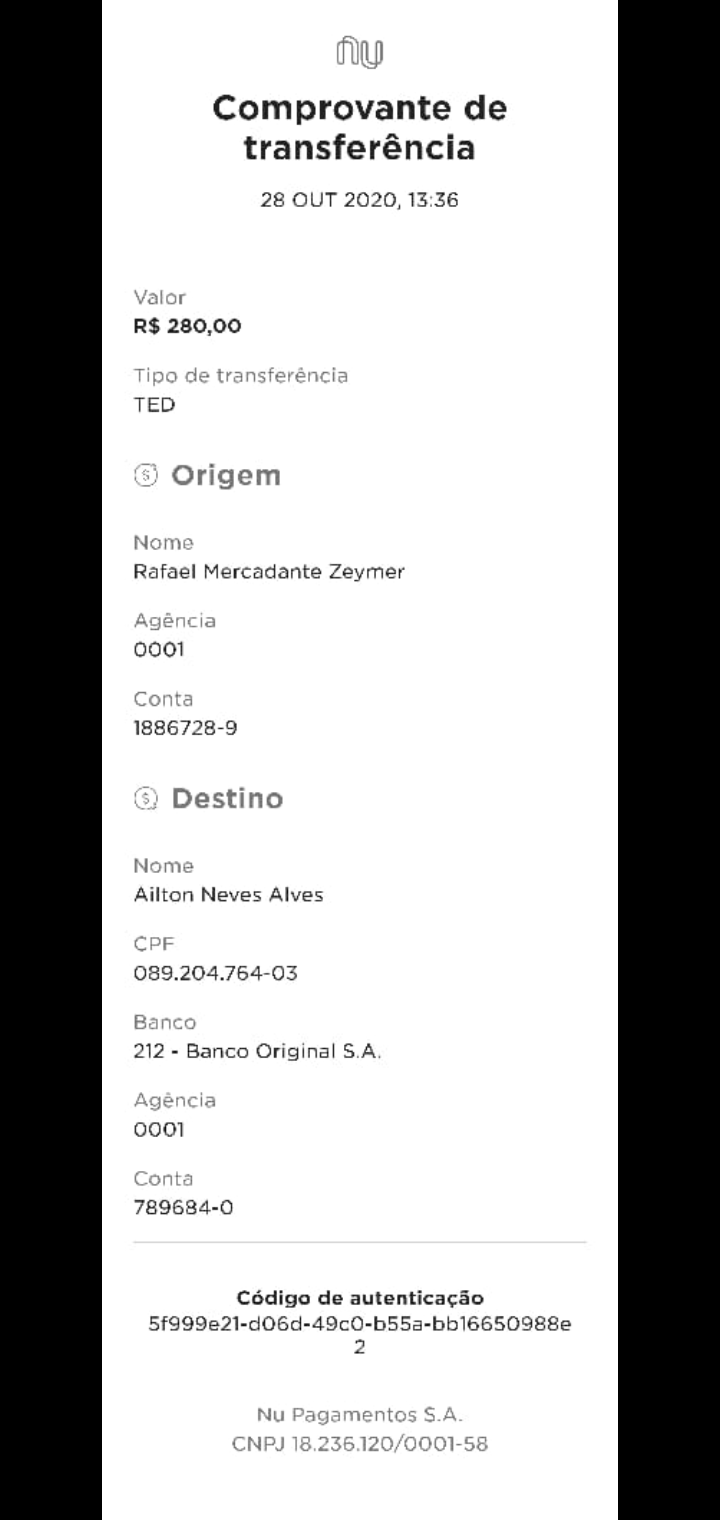 nu
Comprovante de
transferência
28 OUT 2020, 13:36
Valor
R$ 280,00
Tipo de transferência
TED
Origem
Nome
Rafael Mercadante Zeymer
Agência
0001
Conta
1886728-9
Destino
Nome
Ailton Neves Alves
CPF
089.204.764-03
Banco
212 - Banco Original S.A.
Agência
0001
Conta
789684-0
Código de autenticação
5f999e21-d06d-49c0-b55a-bb16650988e
2
Nu Pagamentos S.A.
CNPJ 18.236.120/0001-58